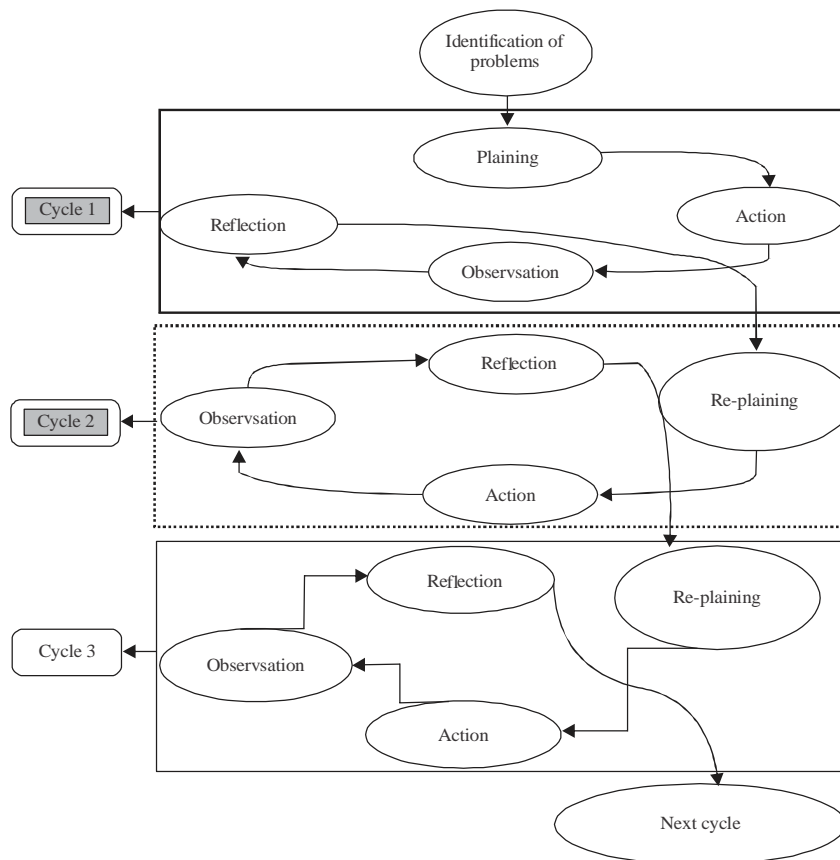 Identification of
problems
Plaining
Cycle 1
Action
Reflection
Observsation
Reflection
Re-plaining
Cycle 2
Observsation
Action
Reflection
Re-plaining
Cycle 3
Observsation
Action
Next cycle